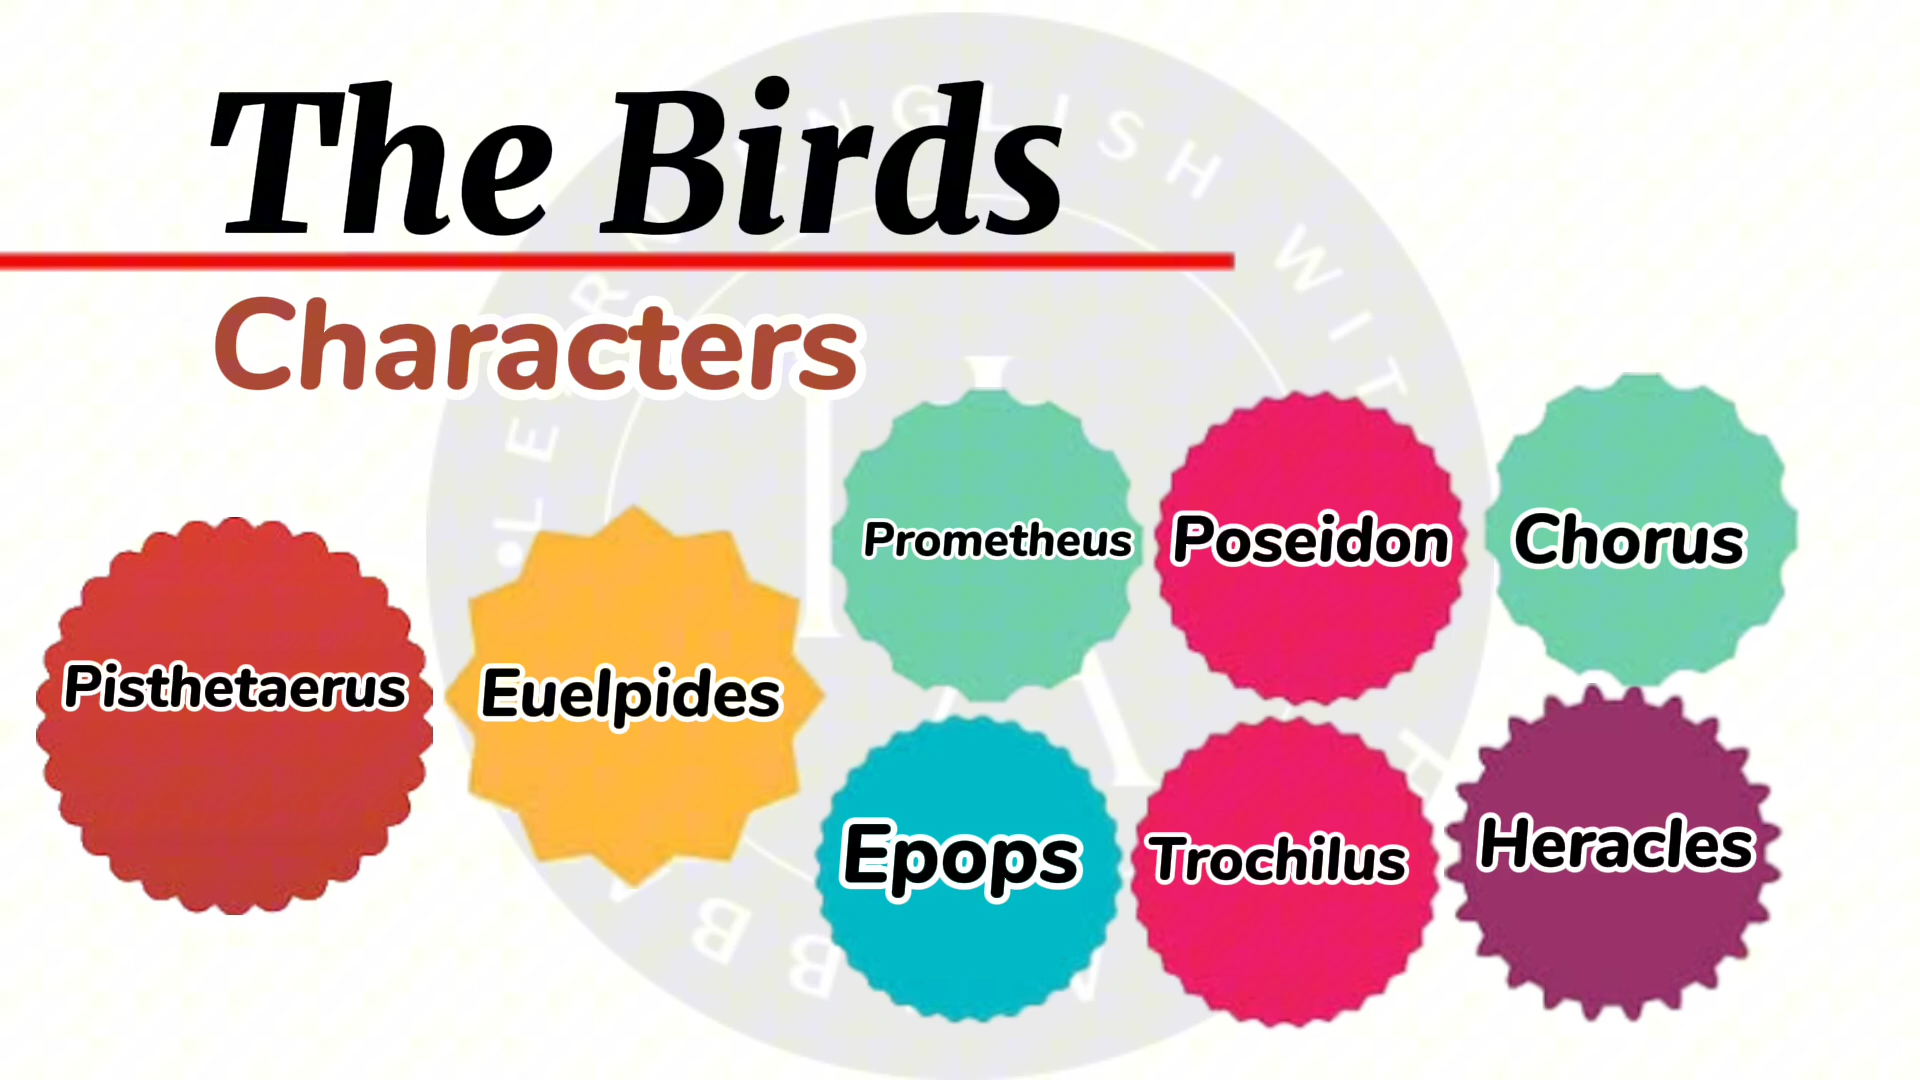 The Birds
Characters
Prometheus
Poseidon
Chorus
Pisthetaerus
Euelpides
Epops
Trochilus
Heracles